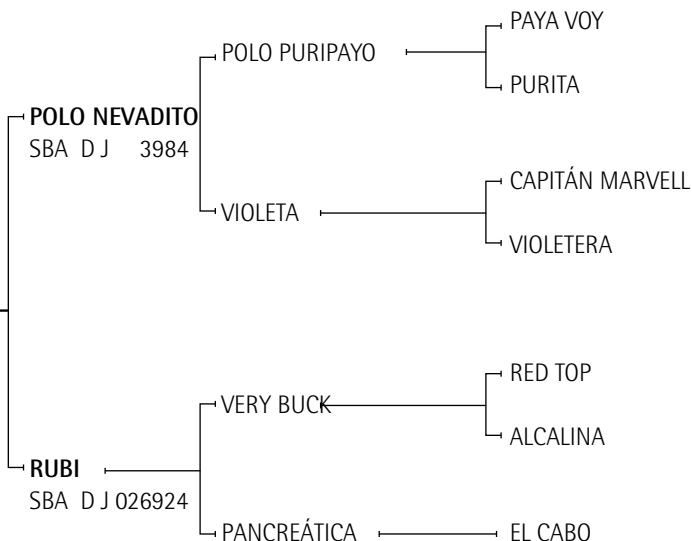 PAYA VOY
POLO PURIPAYO
PURITA
POLO NEVADITO
SBA D J 3984
CAPITÁN MARVELL
VIOLETA
VIOLETERA
RED TOP
VERY BUCK
ALCALINA
RUBI
SBA D J 026924
PANCREÁTICA
EL CABO